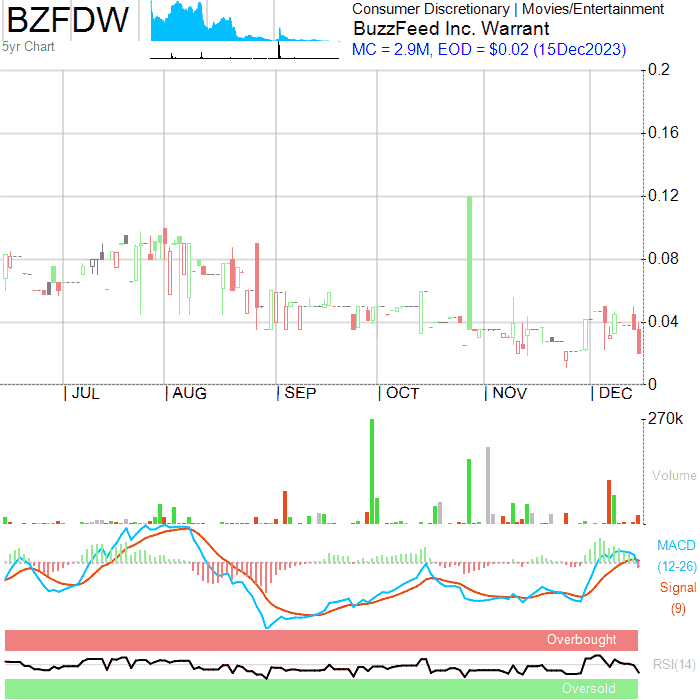 BZFDW
5yr Chart
Consumer Discretionary | Movies/Entertainment
BuzzFeed Inc. Warrant
MC = 2.9M, EOD = $0.02 (15Dec2023)
0.2
0.16
0.12
0.08
0.04
0
| JUL | AUG | SEP | OCT | NOV | DEC
270k
Volume
MACD
(12-26)
Signal
(9)
Overbought
RSI(14)
Oversold